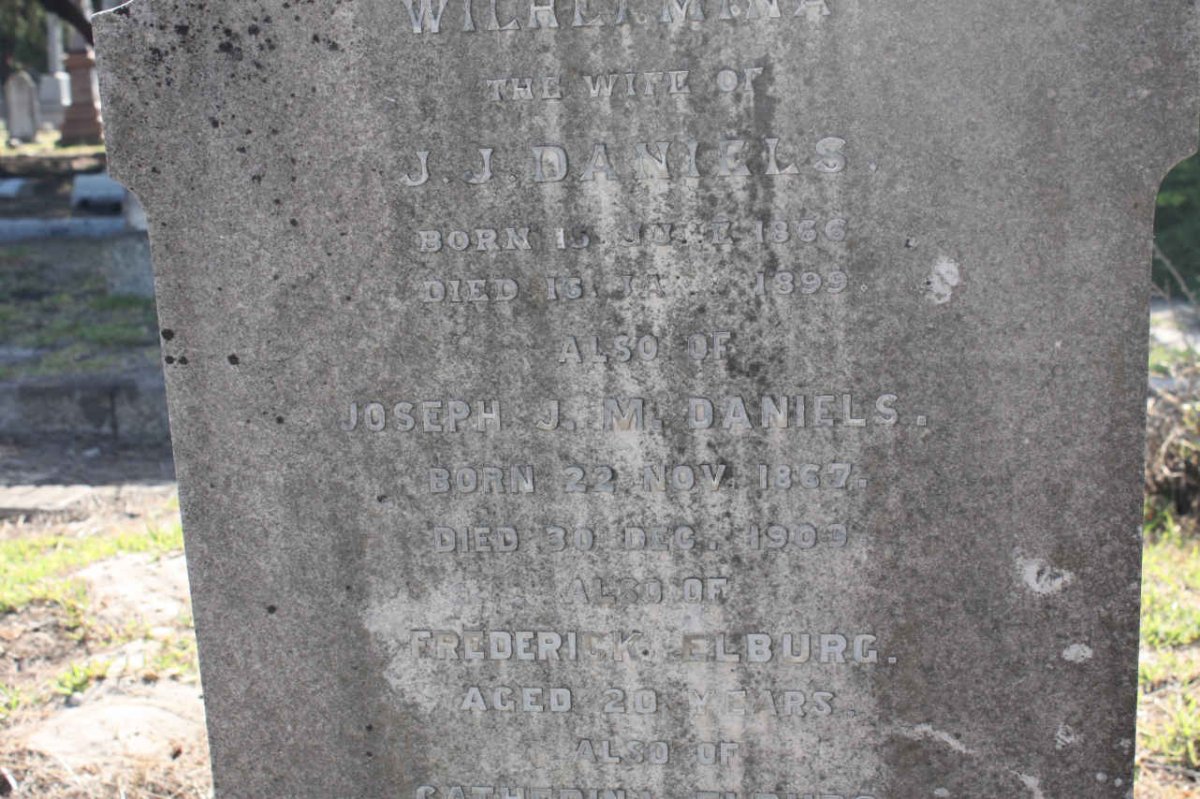 WILHELMINA
THE WIFE OF
J. J. DANIELS.
BORN 1866
DIED 1899.
ALSO OF
JOSEPH J. M. DANIELS.
BORN 22 NOV. 1867.
DIED 30 DEC.
ALSO OF
FREDERICK ELBURG.
AGED 20 YEARS.
ALSO OF
ELBURG